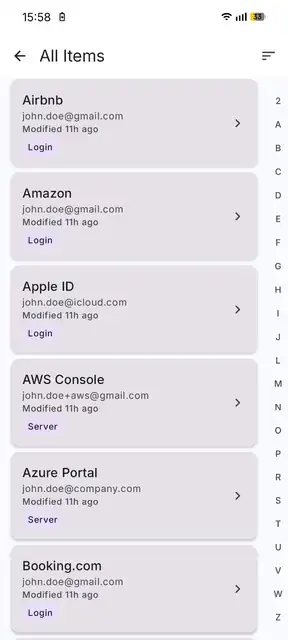 15:58
33
All Items
Airbnb
john.doe@gmail.com
Modified 11h ago
Login
Amazon
john.doe@gmail.com
Modified 11h ago
Login
Apple ID
john.doe@icloud.com
Modified 11h ago
Login
AWS Console
john.doe+aws@gmail.com
Modified 11h ago
Server
Azure Portal
john.doe@company.com
Modified 11h ago
Server
Booking.com
john.doe@gmail.com
Modified 11h ago
Login
2
A
B
C
D
E
F
G
H
I
J
L
M
N
O
P
R
S
T
U
V
W
Z